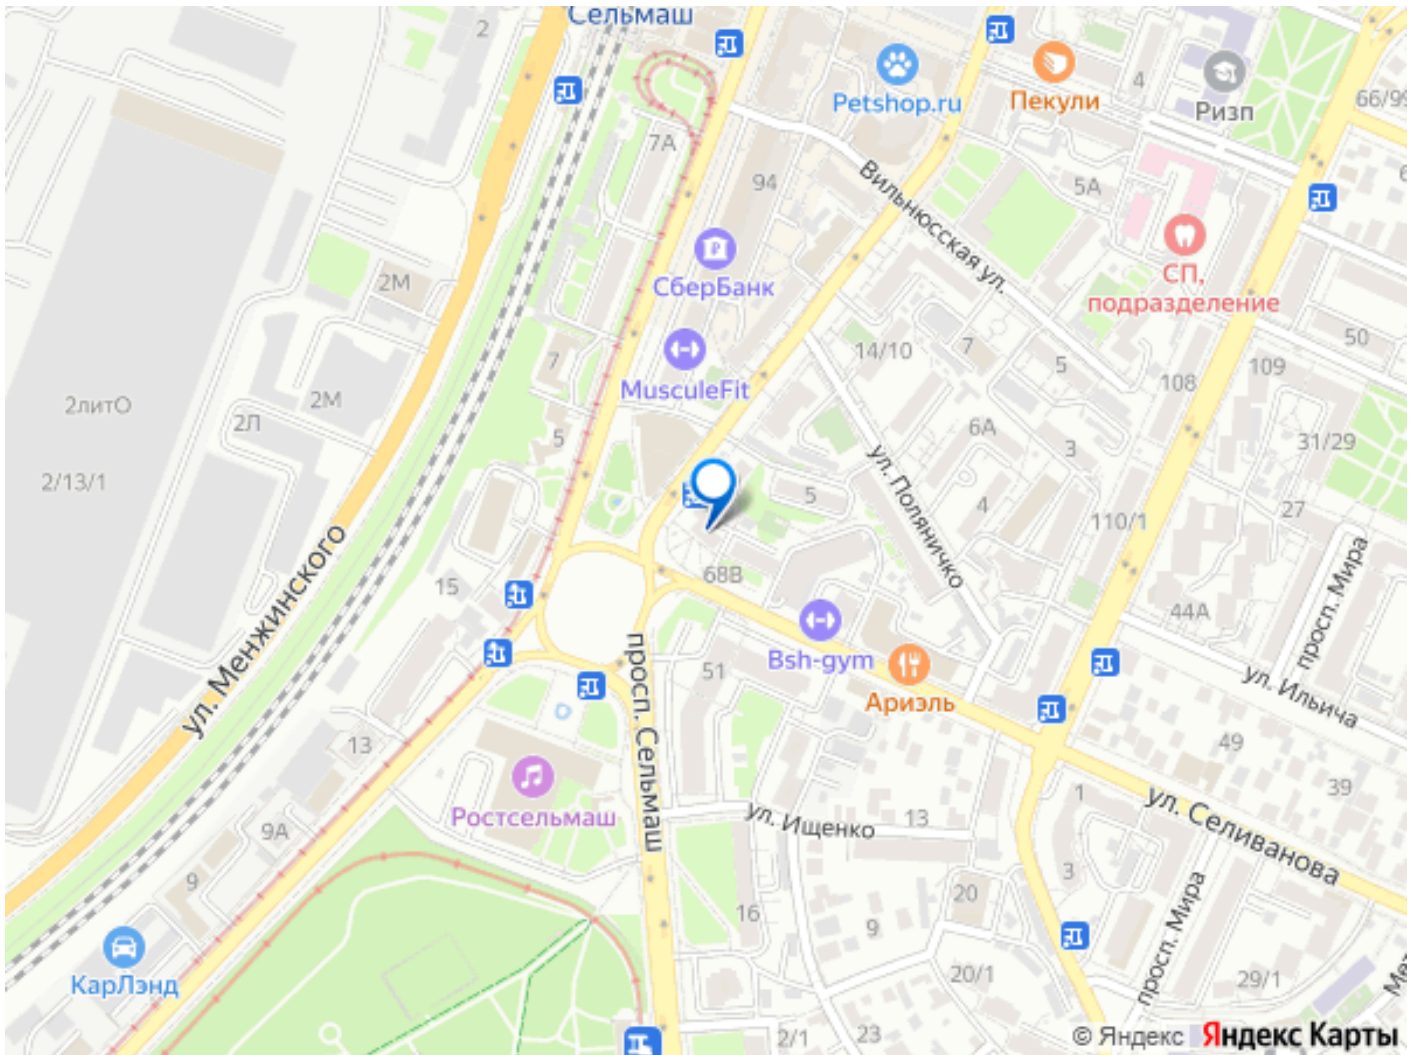 Сельмаш
2
Petshop.ru
Пекули
4
Ризп
66/99
7А
94
Вильнюсская ул.
5А
СберБанк
СП,
подразделение
2М
MusculeFit
7
14/10
7
5
50
109
108
2литО
2М
2Л
5
6А
3
31/29
2/13/1
ул. Поляничко
5
4
110/1
27
ул. Менжинского
15
68В
просп. Мира
44А
Bsh-gym
Ариэль
51
просп. Сельмаш
ул. Ильича
13
49
39
Ростсельмаш
9А
ул. Ищенко
13
1
ул. Селиванова
3
9
16
20
9
просп. Мира
КарЛэнд
20/1
29/1
2/1
23
© Яндекс Яндекс Карты